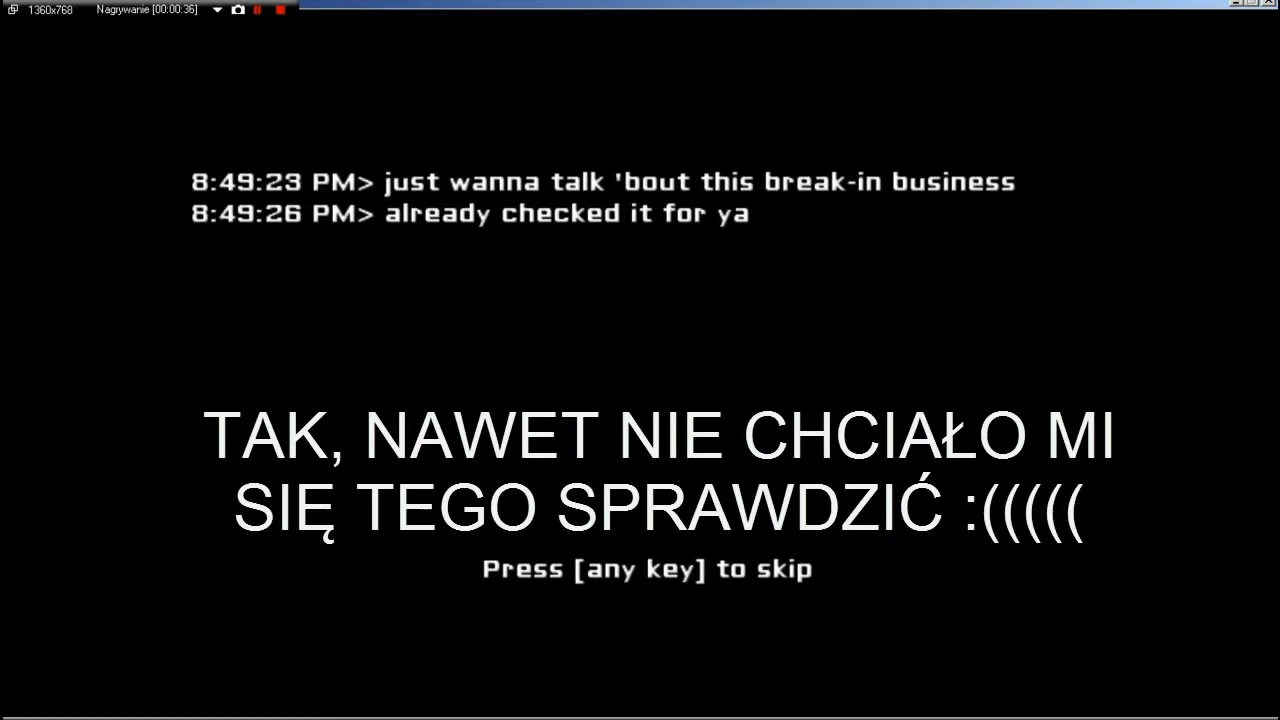 1360x768 Nagrywanie [00:00:36]
8:49:23 PM> just wanna talk 'bout this break-in business
8:49:26 PM> already checked it for ya
TAK, NAWET NIE CHCIAŁO MI
SIĘ TEGO SPRAWDZIĆ :(((((
Press [any key] to skip